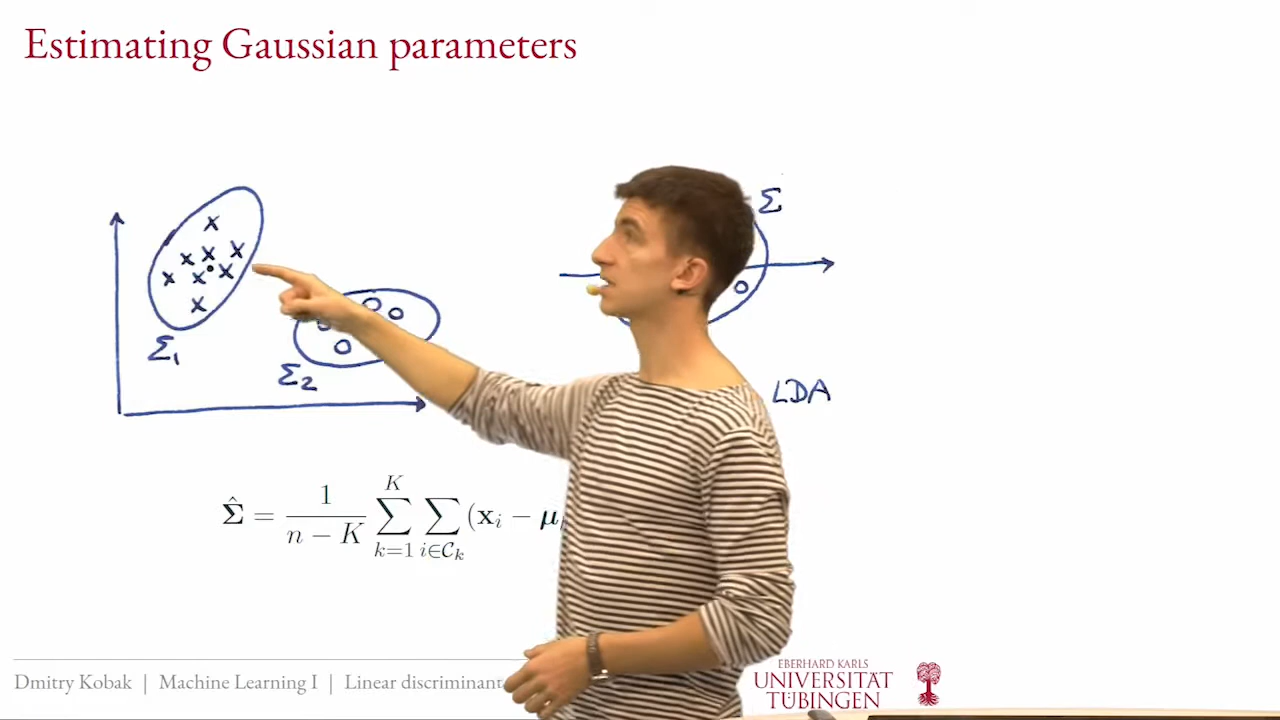 Estimating Gaussian parameters
x x x x x x x x
Σ
Σ₁
Σ₂
LDA
Σ̂ = 1/(n − K) ∑_{k=1}^{K} ∑_{i∈C_k} (x_i − μ
Dmitry Kobak | Machine Learning I | Linear discriminant
EBERHARD KARLS
UNIVERSITÄT
TÜBINGEN